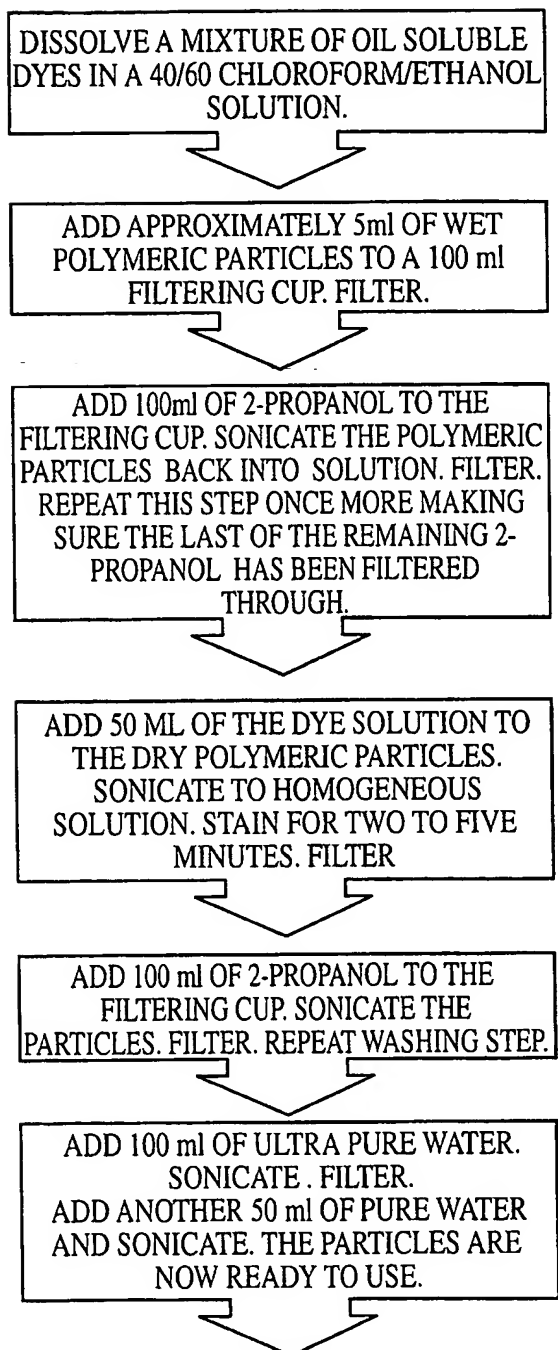 DISSOLVE A MIXTURE OF OIL SOLUBLE
DYES IN A 40/60 CHLOROFORM/ETHANOL
SOLUTION.
ADD APPROXIMATELY 5ml OF WET
POLYMERIC PARTICLES TO A 100 ml
FILTERING CUP. FILTER.
ADD 100ml OF 2-PROPANOL TO THE
FILTERING CUP. SONICATE THE POLYMERIC
PARTICLES BACK INTO SOLUTION. FILTER.
REPEAT THIS STEP ONCE MORE MAKING
SURE THE LAST OF THE REMAINING 2-
PROPANOL HAS BEEN FILTERED
THROUGH.
ADD 50 ML OF THE DYE SOLUTION TO
THE DRY POLYMERIC PARTICLES.
SONICATE TO HOMOGENEOUS
SOLUTION. STAIN FOR TWO TO FIVE
MINUTES. FILTER
ADD 100 ml OF 2-PROPANOL TO THE
FILTERING CUP. SONICATE THE
PARTICLES. FILTER. REPEAT WASHING STEP.
ADD 100 ml OF ULTRA PURE WATER.
SONICATE . FILTER.
ADD ANOTHER 50 ml OF PURE WATER
AND SONICATE. THE PARTICLES ARE
NOW READY TO USE.